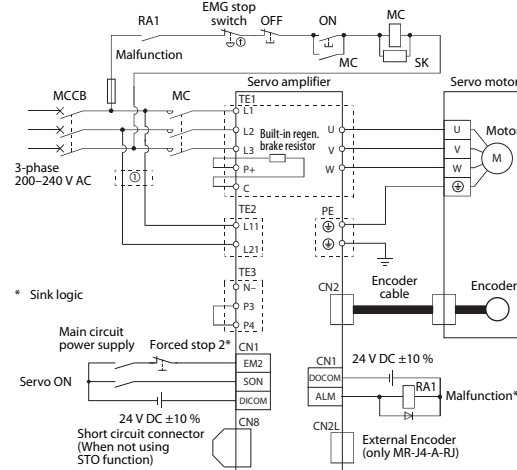 EMG stop
switch
RA1
OFF
ON
MC
Malfunction
①
MC
SK
MCCB
MC
Servo amplifier
Servo motor
TE1
L1
L2
L3
P+
C
Built-in regen.
brake resistor
U
V
W
U
V
W
Motor
M
3-phase
200–240 V AC
①
TE2
L11
L21
PE
TE3
N–
P3
P4
* Sink logic
CN2
Encoder
cable
Encoder
Main circuit
power supply
Forced stop 2*
Servo ON
CN1
EM2
SON
DICOM
24 V DC ±10 %
CN1
DOCOM
ALM
24 V DC ±10 %
RA1
Malfunction*
Short circuit connector
(When not using
STO function)
CN8
CN2L
External Encoder
(only MR-J4-A-RJ)